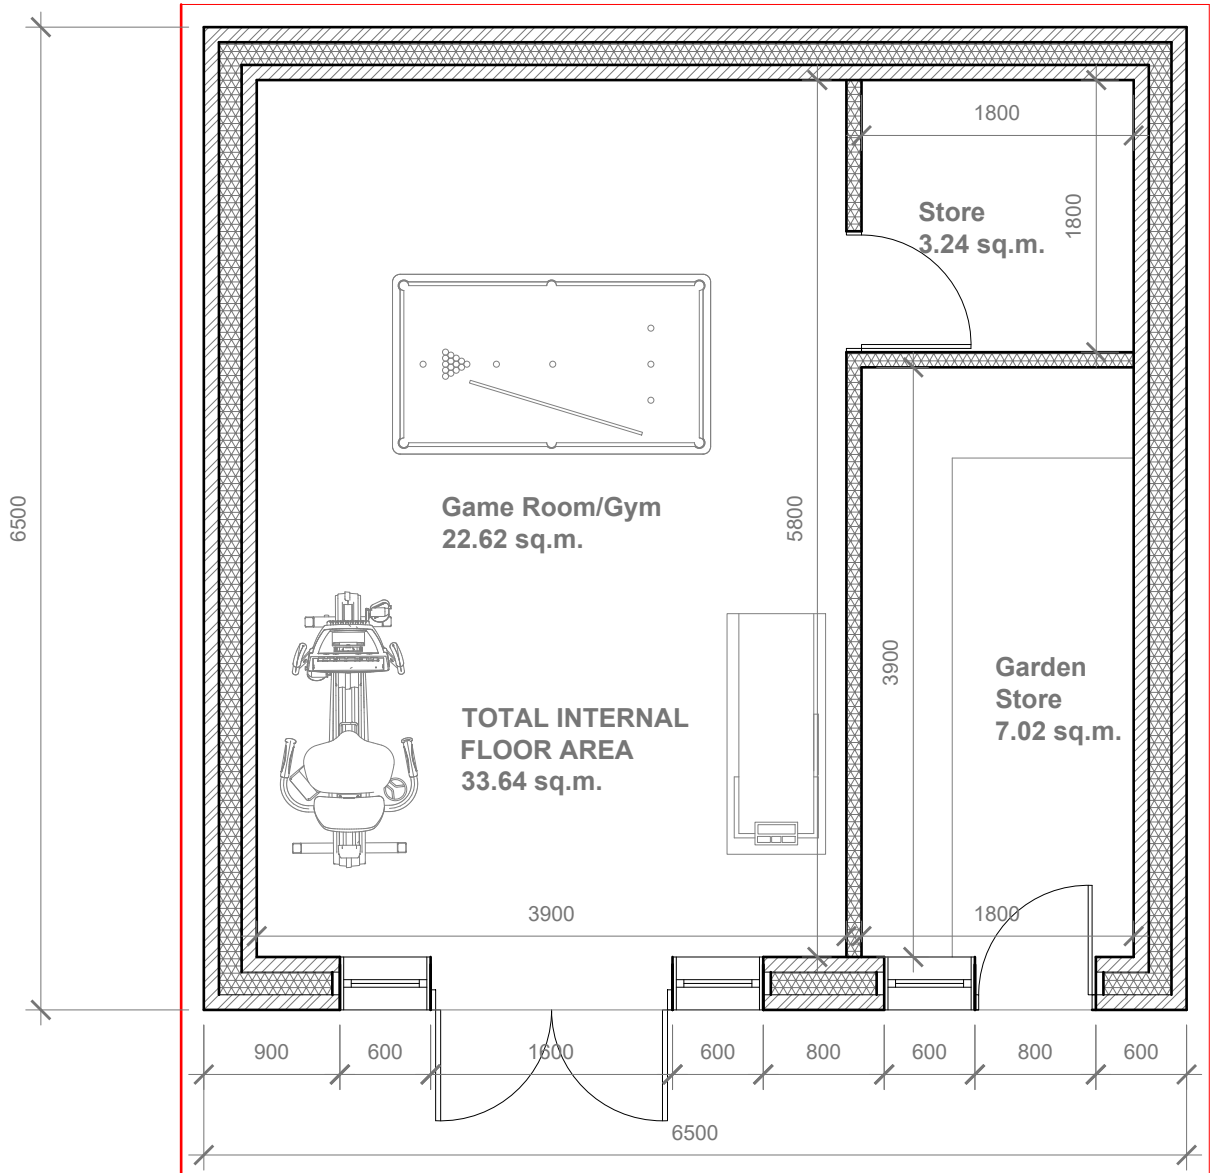 1800
Store
3.24 sq.m.
1800
6500
Game Room/Gym
22.62 sq.m.
5800
3900
Garden
Store
7.02 sq.m.
TOTAL INTERNAL
FLOOR AREA
33.64 sq.m.
3900
1800
900
600
1600
600
800
600
800
600
6500